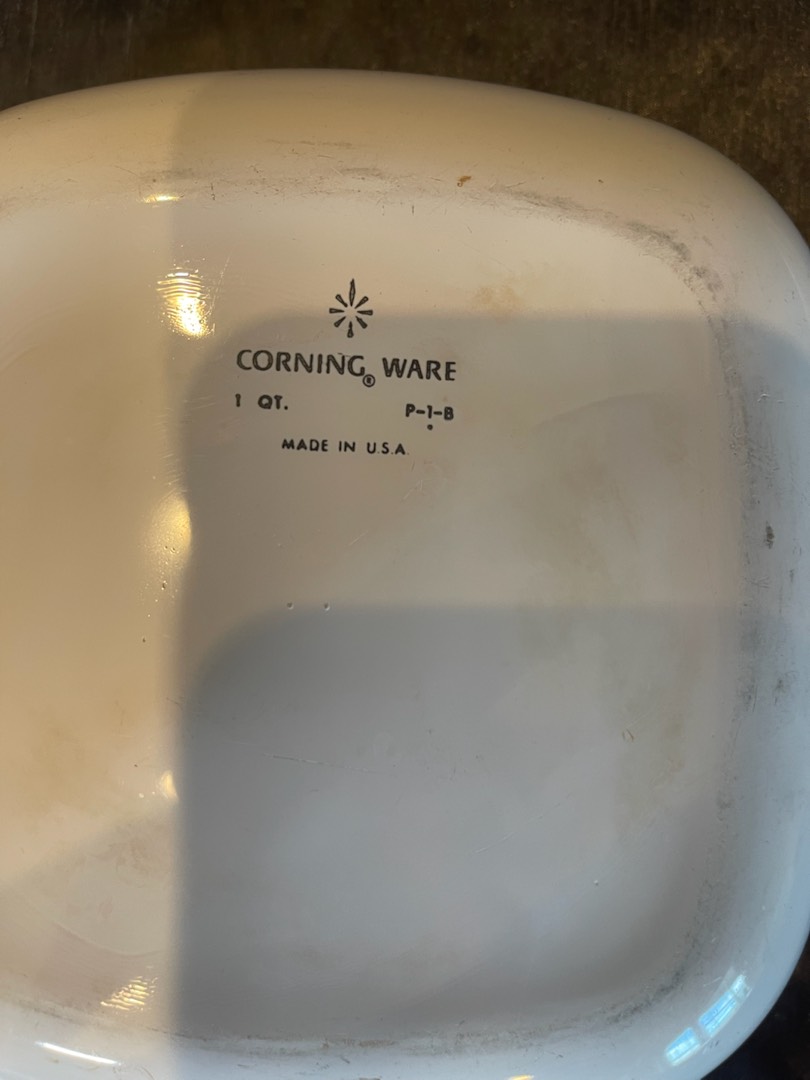 CORNING® WARE
1 QT. P-1-B
MADE IN U.S.A.